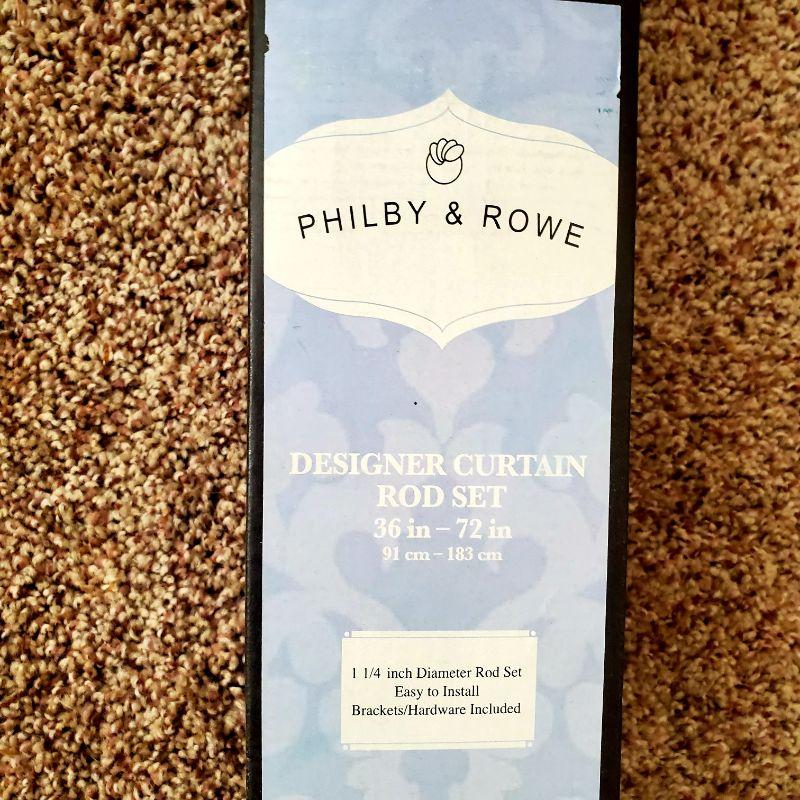 PHILBY & ROWE
DESIGNER CURTAIN
ROD SET
36 in – 72 in
91 cm – 183 cm
1 1/4 inch Diameter Rod Set
Easy to Install
Brackets/Hardware Included